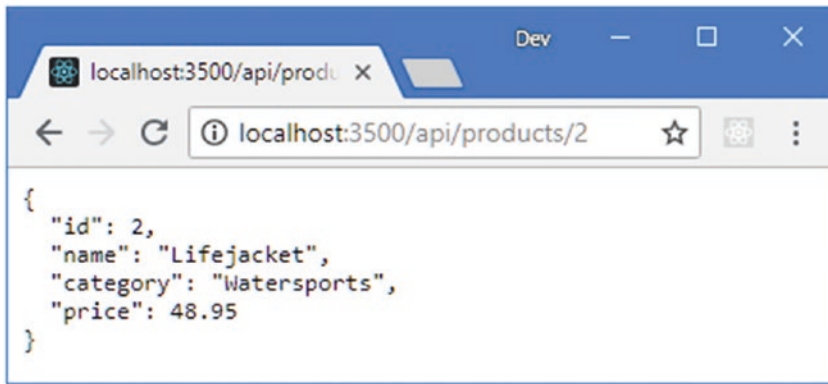 Dev
localhost:3500/api/produ
localhost:3500/api/products/2
{
  "id": 2,
  "name": "Lifejacket",
  "category": "Watersports",
  "price": 48.95
}